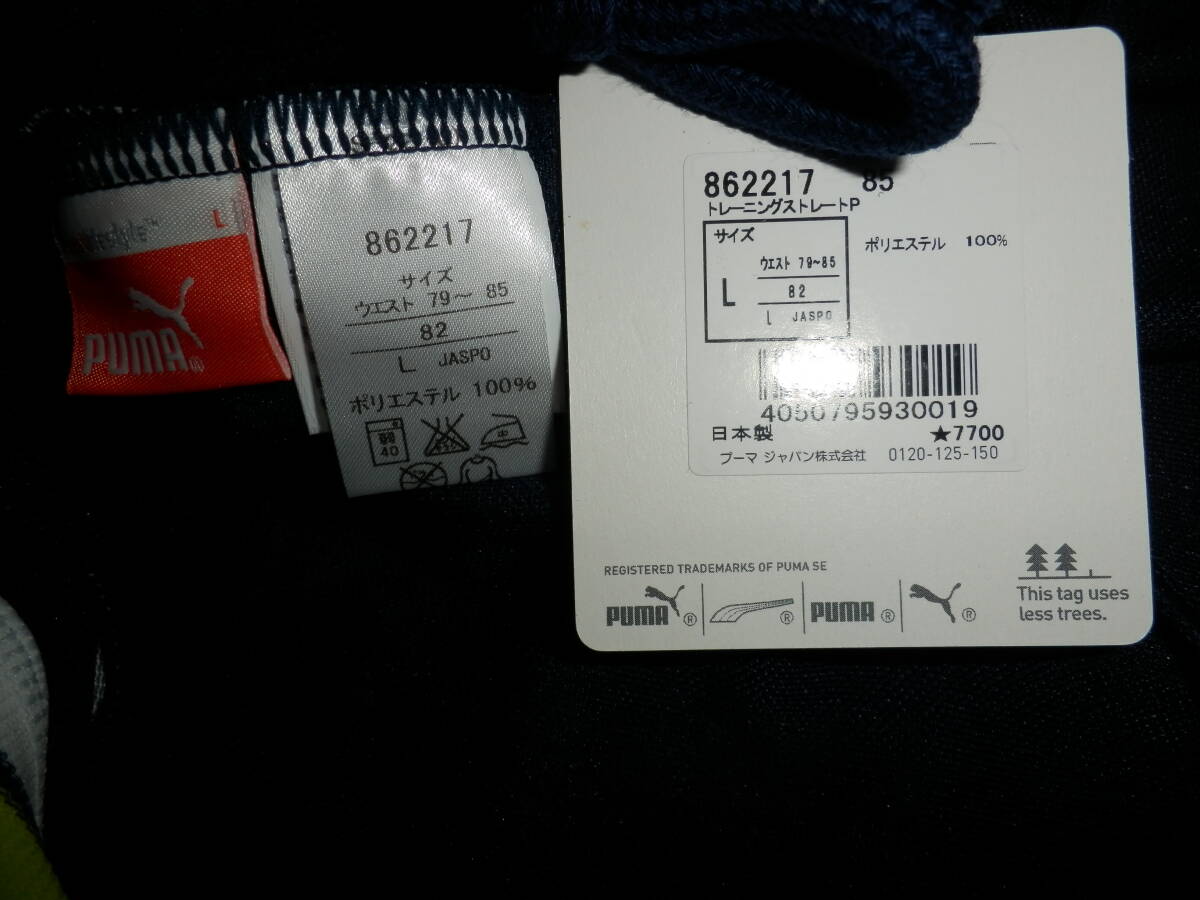 lifestyle™ L
PUMA®
862217
サイズ
ウエスト 79～85
82
L JASPO
ポリエステル 100%
40
862217 85
トレーニングストレートP
サイズ
L
ウエスト 79~85
82
L JASPO
ポリエステル 100%
4050795930019
日本製 ★7700
プーマ ジャパン株式会社 0120-125-150
REGISTERED TRADEMARKS OF PUMA SE
PUMA® ® PUMA® ®
This tag uses
less trees.